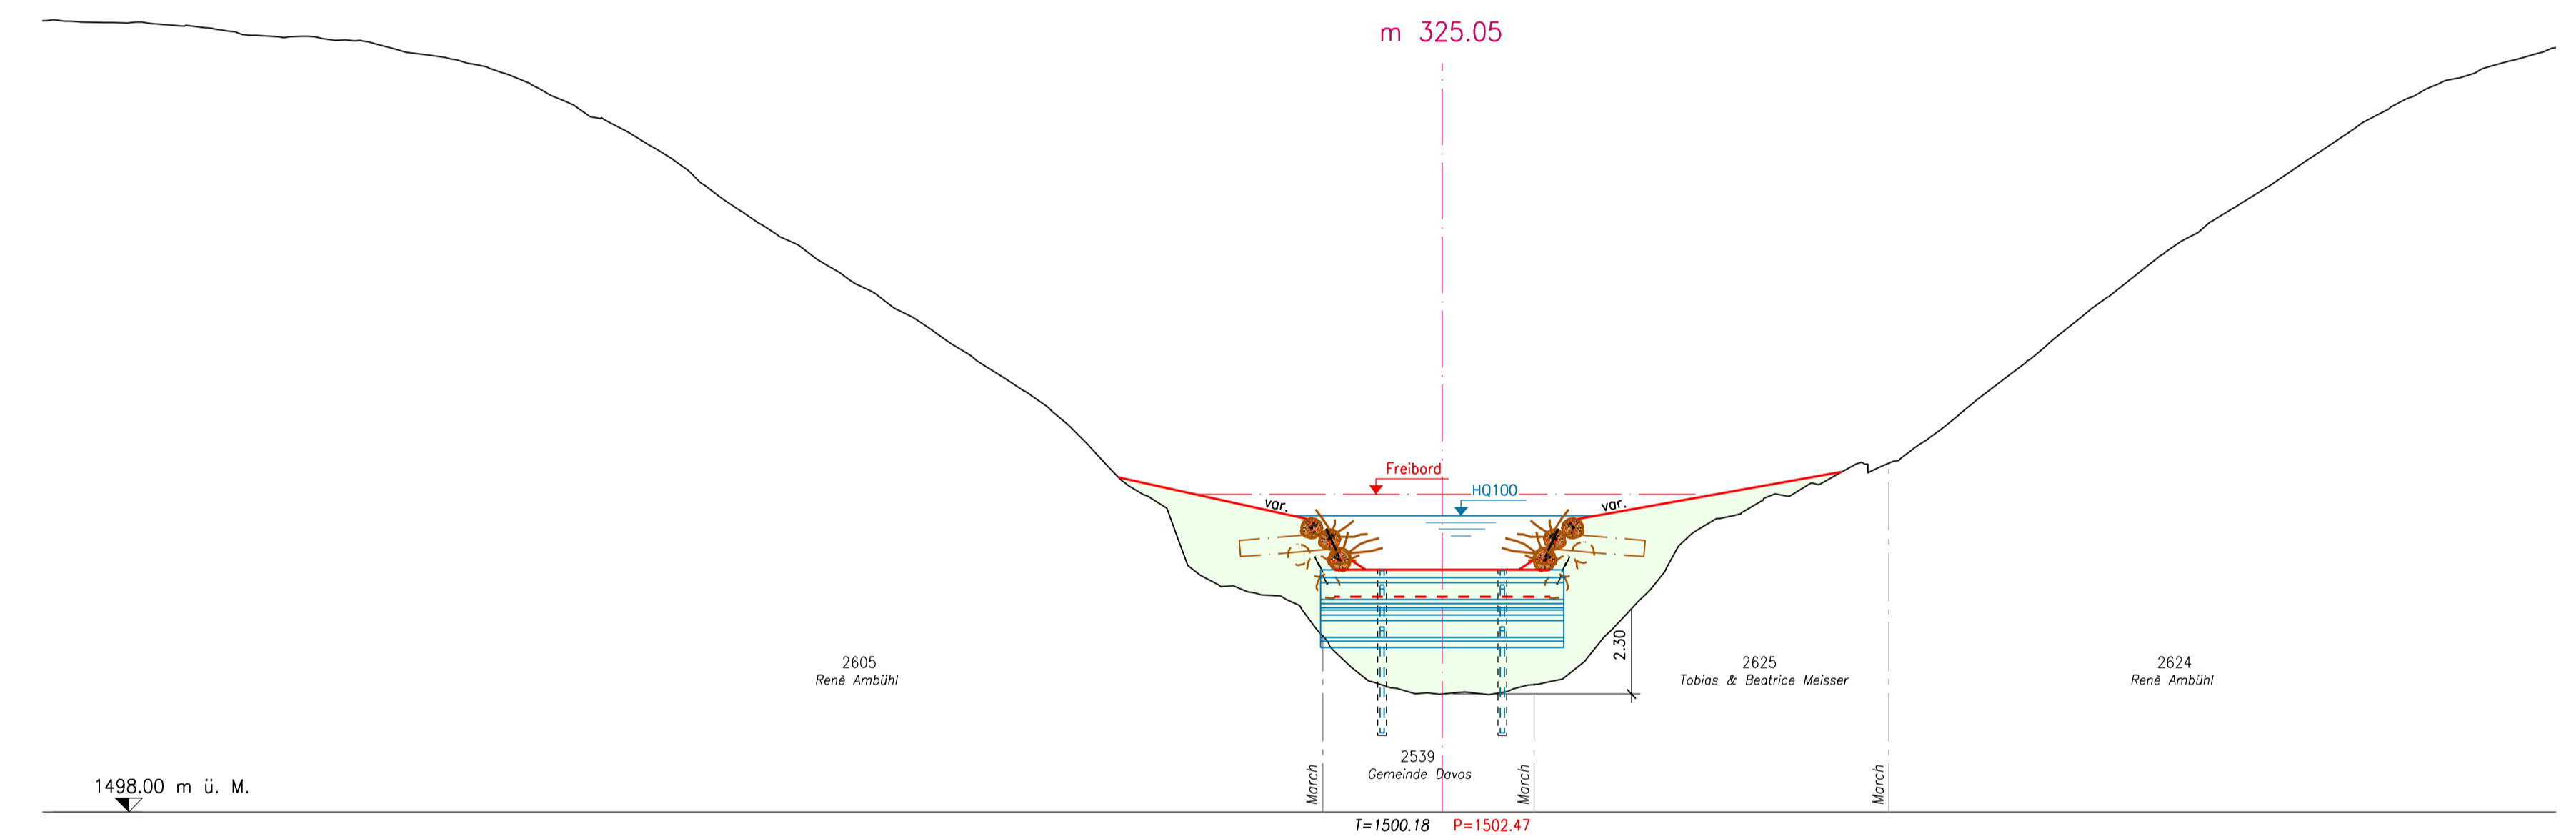 m 325.05
Freibord
HQ100
var.
var.
2.30
2605
Renè Ambühl
2625
Tobias & Beatrice Meisser
2624
Renè Ambühl
2539
Gemeinde Davos
March
March
March
1498.00 m ü. M.
T=1500.18 P=1502.47